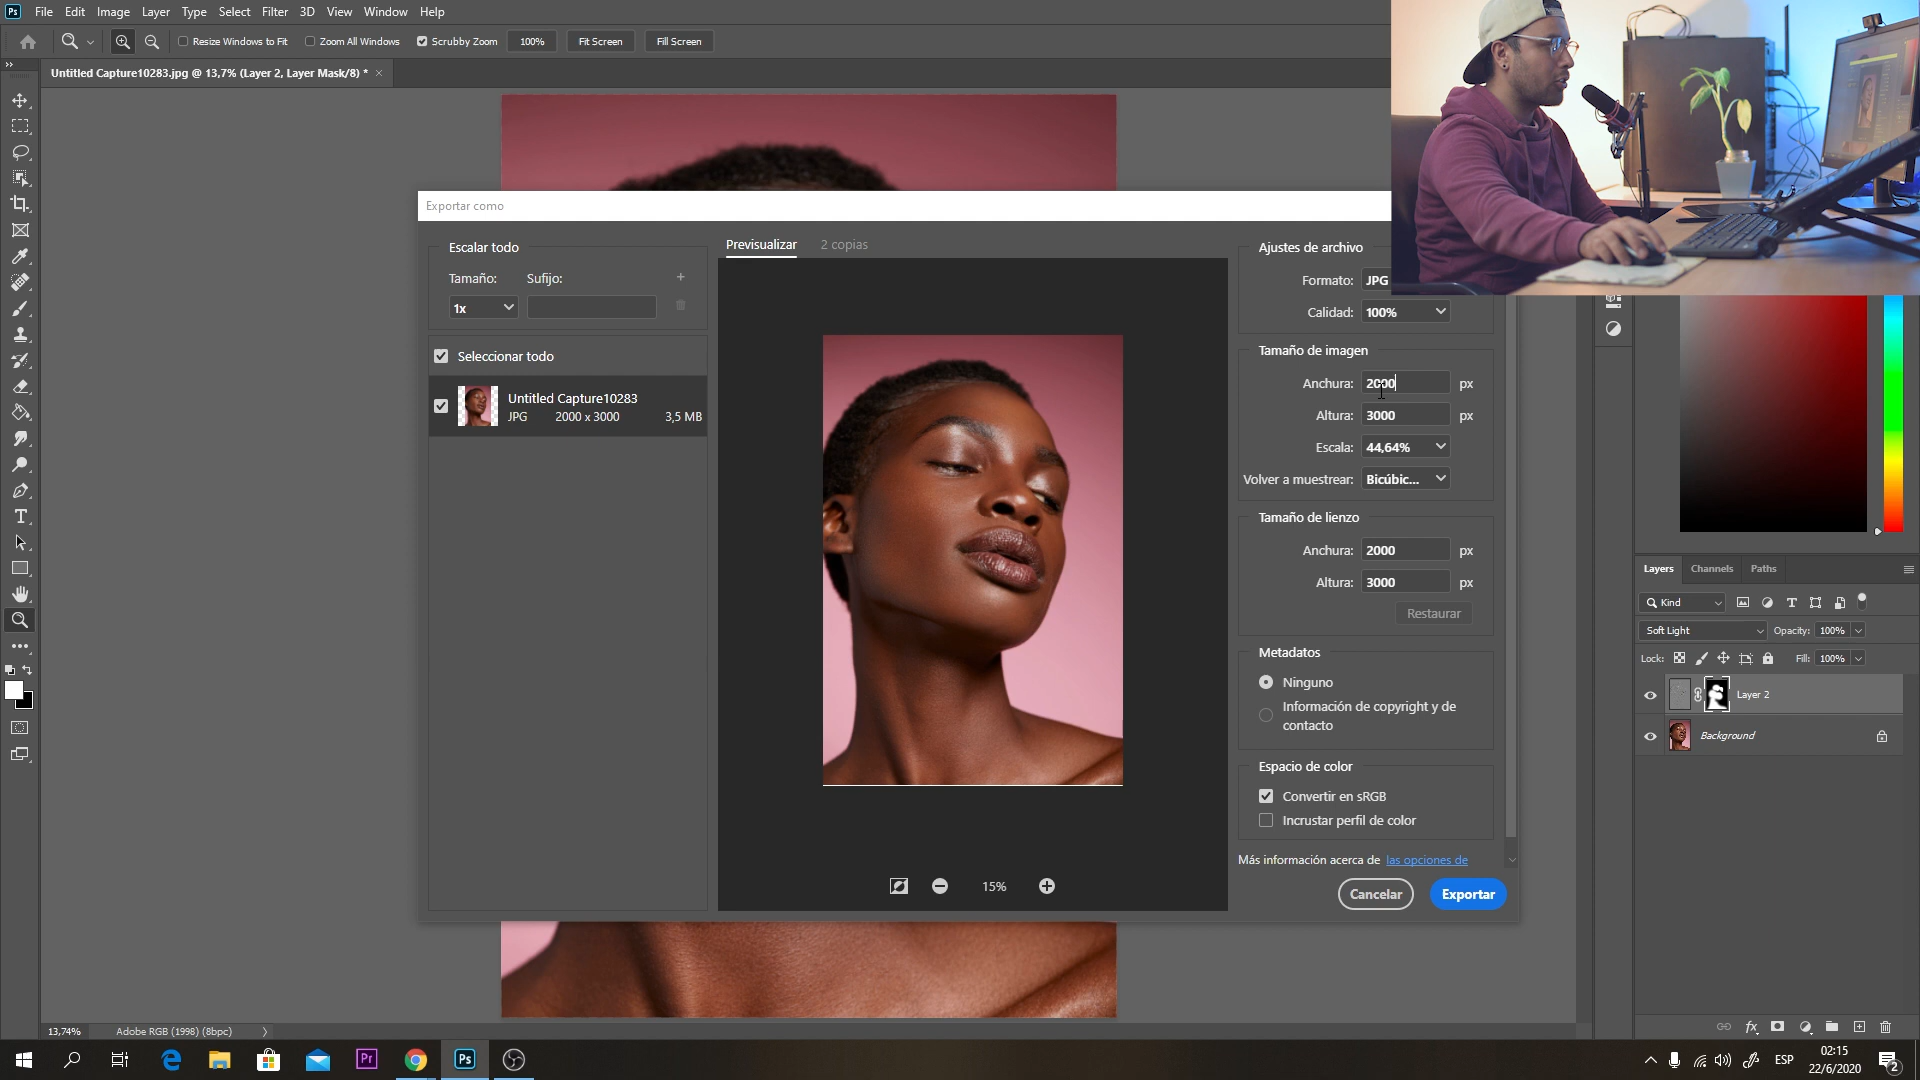 Ps File Edit Image Layer Type Select Filter 3D View Window Help
Resize Windows to Fit Zoom All Windows Scrubby Zoom 100% Fit Screen Fill Screen
Untitled Capture10283.jpg @ 13,7% (Layer 2, Layer Mask/8) * ×
Exportar como
Escalar todo
Tamaño: Sufijo: +
1x
Seleccionar todo
Untitled Capture10283
JPG 2000 x 3000 3,5 MB
Previsualizar 2 copias
15%
Ajustes de archivo
Formato: JPG
Calidad: 100%
Tamaño de imagen
Anchura: 2000 px
Altura: 3000 px
Escala: 44,64%
Volver a muestrear: Bicúbic...
Tamaño de lienzo
Anchura: 2000 px
Altura: 3000 px
Restaurar
Metadatos
Ninguno
Información de copyright y de
contacto
Espacio de color
Convertir en sRGB
Incrustar perfil de color
Más información acerca de las opciones de
Cancelar Exportar
Layers Channels Paths
Kind
Soft Light Opacity: 100%
Lock: Fill: 100%
Layer 2
Background
13,74% Adobe RGB (1998) (8bpc)
Pr Ps
ESP
02:15
22/6/2020
2